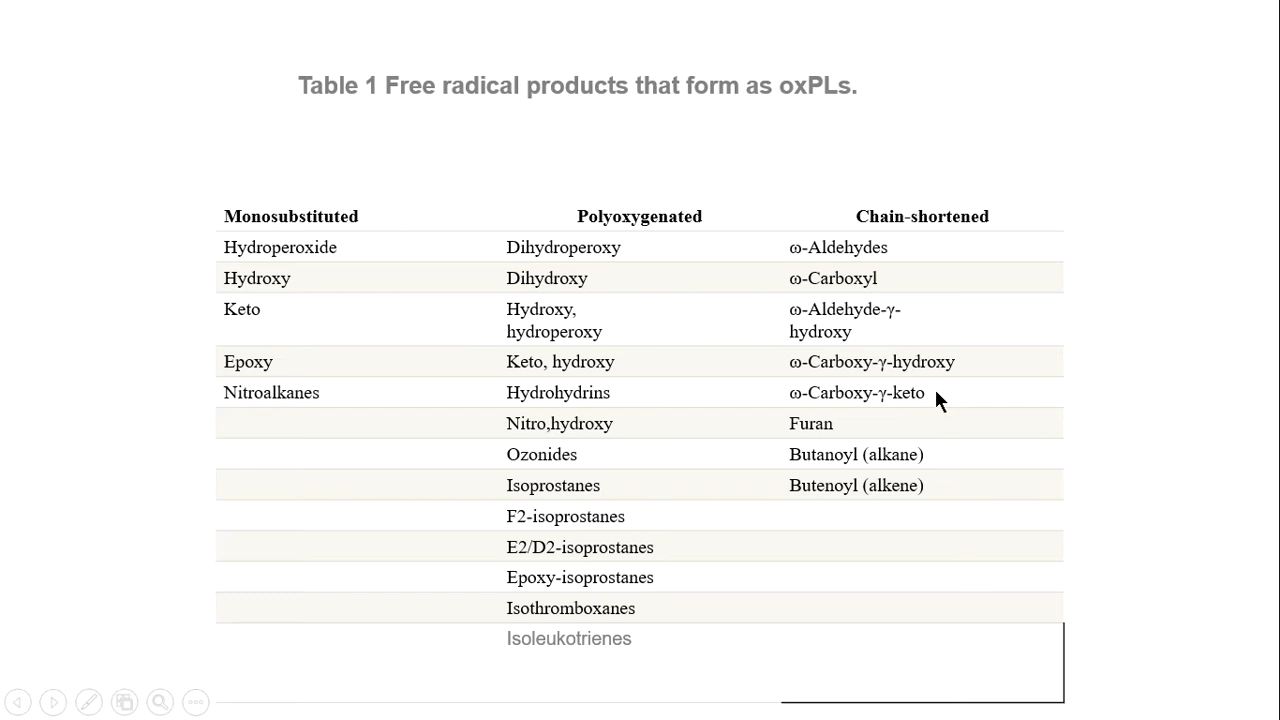 Table 1 Free radical products that form as oxPLs.
Monosubstituted Polyoxygenated Chain-shortened
Hydroperoxide Dihydroperoxy ω-Aldehydes
Hydroxy Dihydroxy ω-Carboxyl
Keto Hydroxy, ω-Aldehyde-γ-
hydroperoxy hydroxy
Epoxy Keto, hydroxy ω-Carboxy-γ-hydroxy
Nitroalkanes Hydrohydrins ω-Carboxy-γ-keto
Nitro,hydroxy Furan
Ozonides Butanoyl (alkane)
Isoprostanes Butenoyl (alkene)
F2-isoprostanes
E2/D2-isoprostanes
Epoxy-isoprostanes
Isothromboxanes
Isoleukotrienes